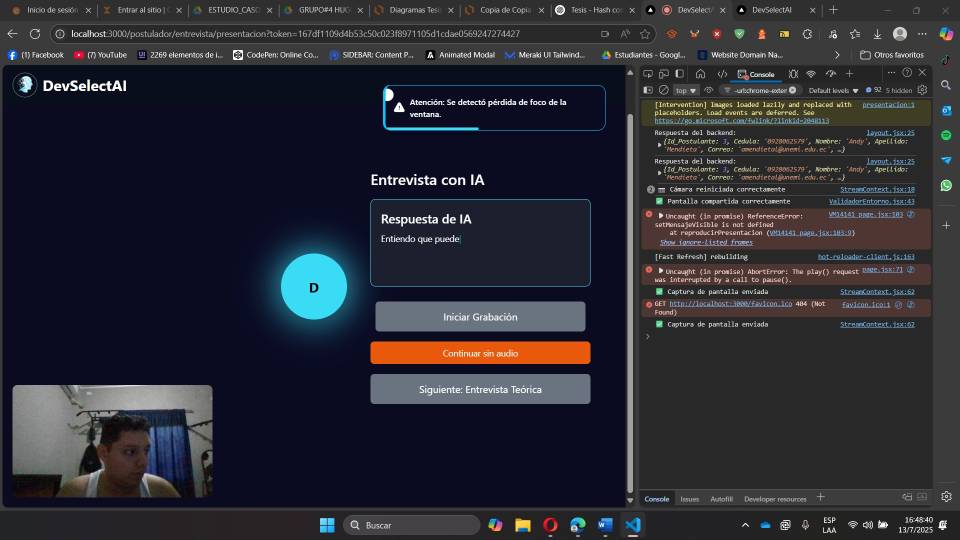 Inicio de sesión
Entrar al sitio | C
ESTUDIO_CASO
GRUPO#4 HUG
Diagramas Tesi
Copia de Copia
Tesis - Hash co
DevSelect
DevSelectAI
localhost:3000/postulador/entrevista/presentacion?token=167df1109d4b53c50c023f8971105d1cdae0569247274427
(1) Facebook
(7) YouTube
2269 elementos de i...
CodePen: Online Co...
SIDEBAR: Content P...
Animated Modal
Meraki UI Tailwind...
Estudiantes - Googl...
Website Domain Na...
Otros favoritos
DevSelectAI
Atención: Se detectó pérdida de foco de la
ventana.
Entrevista con IA
Respuesta de IA
Entiendo que puede
D
Iniciar Grabación
Continuar sin audio
Siguiente: Entrevista Teórica
Console
top
-url:chrome-exter
Default levels
92
5 hidden
[Intervention] Images loaded lazily and replaced with presentacion:1
placeholders. Load events are deferred. See
https://go.microsoft.com/fwlink/?linkid=2048113
Respuesta del backend: layout.jsx:25
{Id_Postulante: 3, Cedula: '0928062579', Nombre: 'Andy', Apellido:
'Mendieta', Correo: 'amendietal@unemi.edu.ec', …}
Respuesta del backend: layout.jsx:25
{Id_Postulante: 3, Cedula: '0928062579', Nombre: 'Andy', Apellido:
'Mendieta', Correo: 'amendietal@unemi.edu.ec', …}
2 Cámara reiniciada correctamente StreamContext.jsx:18
Pantalla compartida correctamente ValidadorEntorno.jsx:43
Uncaught (in promise) ReferenceError: VM14141 page.jsx:103
setMensajeVisible is not defined
at reproducirPresentacion (VM14141 page.jsx:103:9)
Show ignore-listed frames
[Fast Refresh] rebuilding hot-reloader-client.js:163
Uncaught (in promise) AbortError: The play() request page.jsx:71
was interrupted by a call to pause().
Captura de pantalla enviada StreamContext.jsx:62
GET http://localhost:3000/favicon.ico 404 (Not favicon.ico:1
Found)
Captura de pantalla enviada StreamContext.jsx:62
Console
Issues
Autofill
Developer resources
Buscar
ESP
LAA
16:48:40
13/7/2025